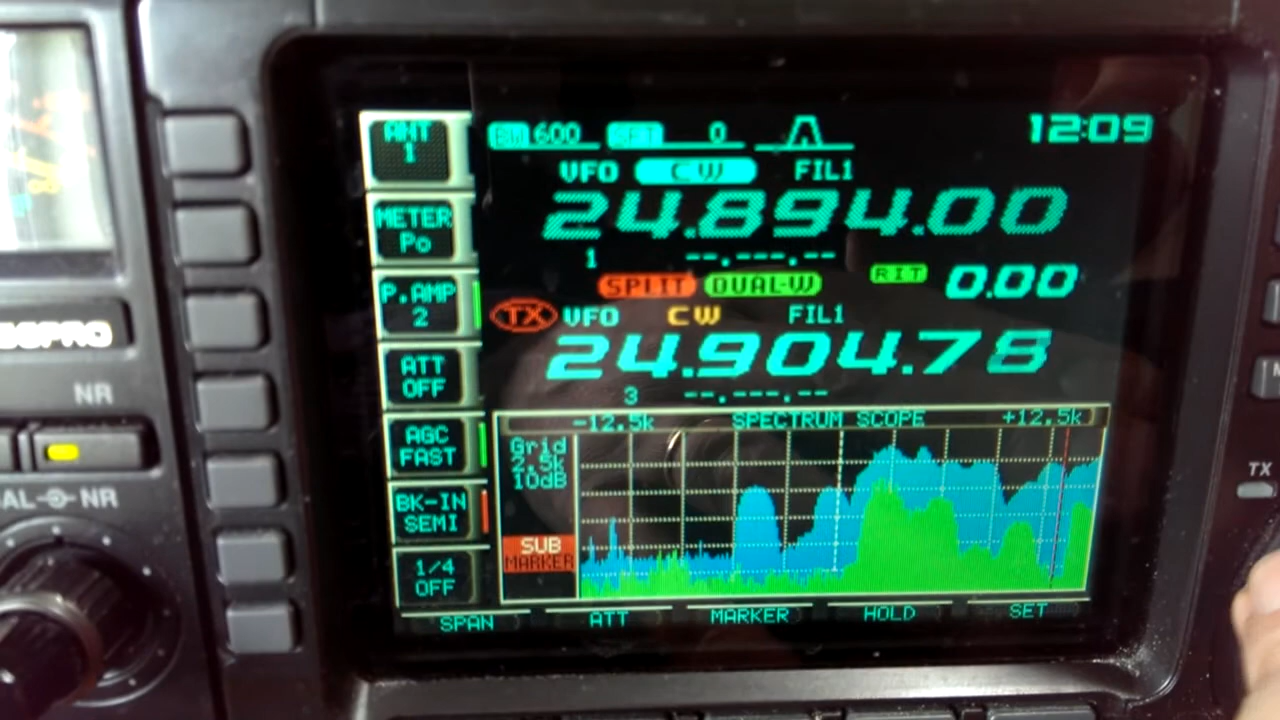 12:09
ANT 1
BW 600 SFT 0
VFO CW FIL1
24.894.00
METER Po
1 --.---.--
SPLIT DUAL-W RIT 0.00
P.AMP 2
TX VFO CW FIL1
24.904.78
ATT OFF
3 --.---.--
-12.5k SPECTRUM SCOPE +12.5k
AGC FAST
Grid
2.5k
10dB
BK-IN SEMI
SUB
MARKER
1/4 OFF
SPAN ATT MARKER HOLD SET
NR
NR
TX